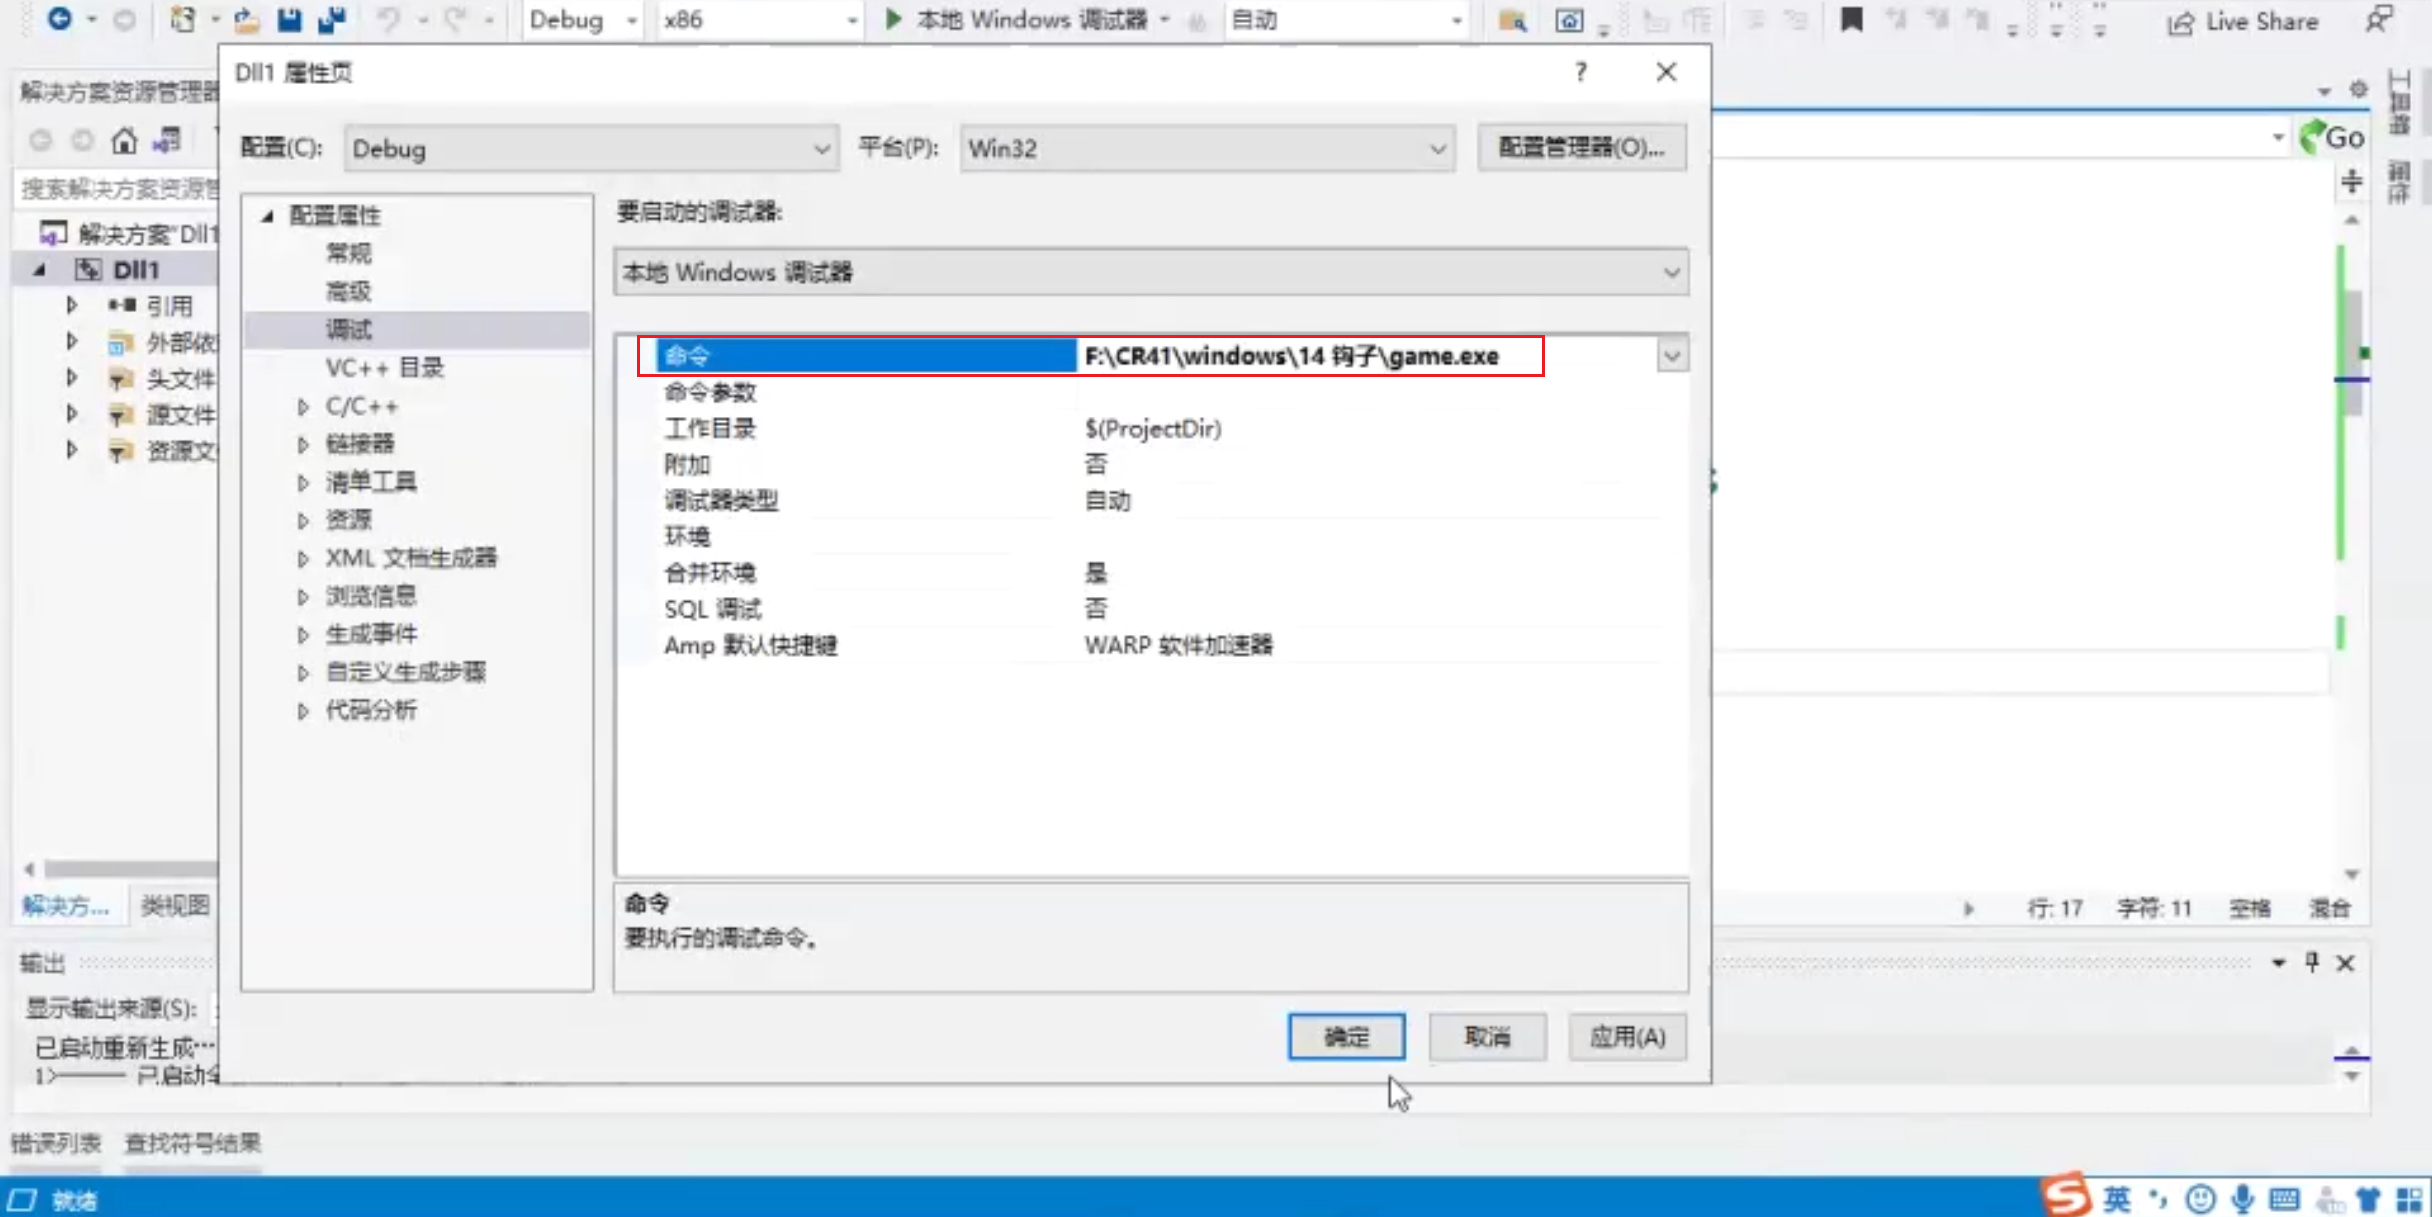 Debug x86 本地 Windows 调试器 自动 Live Share
Dll1 属性页 ?
解决方案资源管理器
工具箱
属性
配置(C): Debug 平台(P): Win32 配置管理器(O)...
Go
搜索解决方案资源管
解决方案"Dll1
Dll1
引用
外部依
头文件
源文件
资源文
配置属性
常规
高级
调试
VC++ 目录
C/C++
链接器
清单工具
资源
XML 文档生成器
浏览信息
生成事件
自定义生成步骤
代码分析
要启动的调试器:
本地 Windows 调试器
命令 F:\CR41\windows\14 钩子\game.exe
命令参数
工作目录 $(ProjectDir)
附加 否
调试器类型 自动
环境
合并环境 是
SQL 调试 否
Amp 默认快捷键 WARP 软件加速器
命令
要执行的调试命令。
确定 取消 应用(A)
解决方... 类视图
行: 17 字符: 11 空格 混合
输出
显示输出来源(S):
已启动重新生成…
1>------ 已启动全
错误列表 查找符号结果
就绪
英